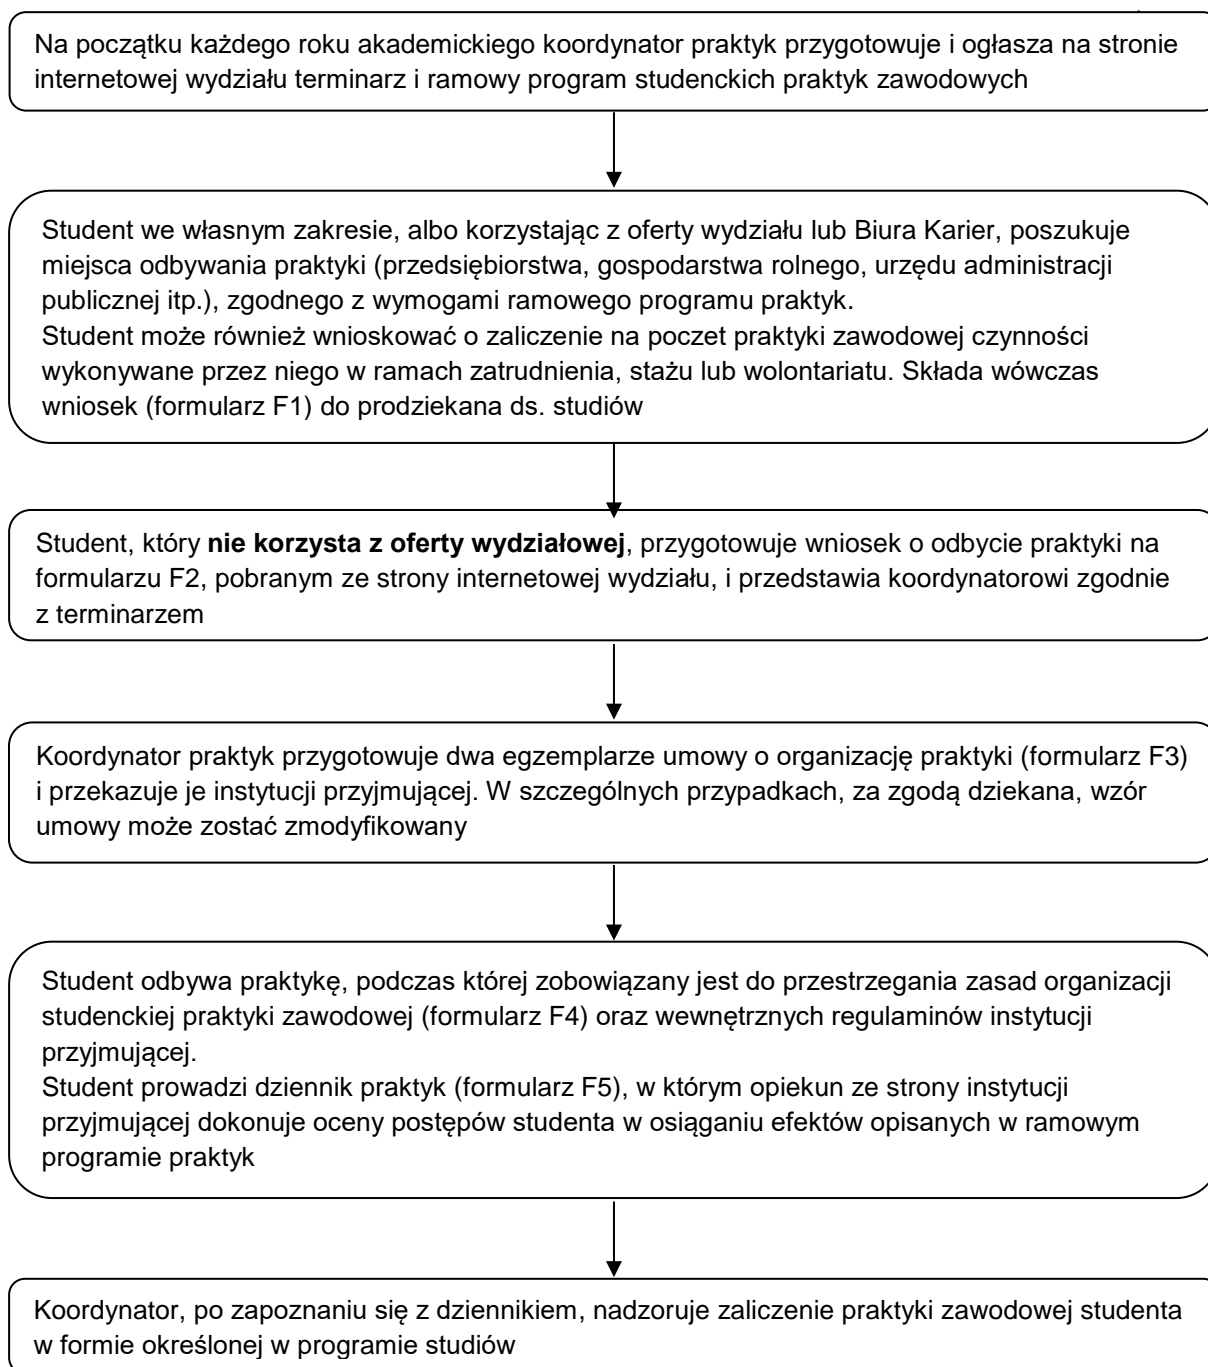 Na początku każdego roku akademickiego koordynator praktyk przygotowuje i ogłasza na stronie
internetowej wydziału terminarz i ramowy program studenckich praktyk zawodowych
Student we własnym zakresie, albo korzystając z oferty wydziału lub Biura Karier, poszukuje
miejsca odbywania praktyki (przedsiębiorstwa, gospodarstwa rolnego, urzędu administracji
publicznej itp.), zgodnego z wymogami ramowego programu praktyk.
Student może również wnioskować o zaliczenie na poczet praktyki zawodowej czynności
wykonywane przez niego w ramach zatrudnienia, stażu lub wolontariatu. Składa wówczas
wniosek (formularz F1) do prodziekana ds. studiów
Student, który nie korzysta z oferty wydziałowej, przygotowuje wniosek o odbycie praktyki na
formularzu F2, pobranym ze strony internetowej wydziału, i przedstawia koordynatorowi zgodnie
z terminarzem
Koordynator praktyk przygotowuje dwa egzemplarze umowy o organizację praktyki (formularz F3)
i przekazuje je instytucji przyjmującej. W szczególnych przypadkach, za zgodą dziekana, wzór
umowy może zostać zmodyfikowany
Student odbywa praktykę, podczas której zobowiązany jest do przestrzegania zasad organizacji
studenckiej praktyki zawodowej (formularz F4) oraz wewnętrznych regulaminów instytucji
przyjmującej.
Student prowadzi dziennik praktyk (formularz F5), w którym opiekun ze strony instytucji
przyjmującej dokonuje oceny postępów studenta w osiąganiu efektów opisanych w ramowym
programie praktyk
Koordynator, po zapoznaniu się z dziennikiem, nadzoruje zaliczenie praktyki zawodowej studenta
w formie określonej w programie studiów